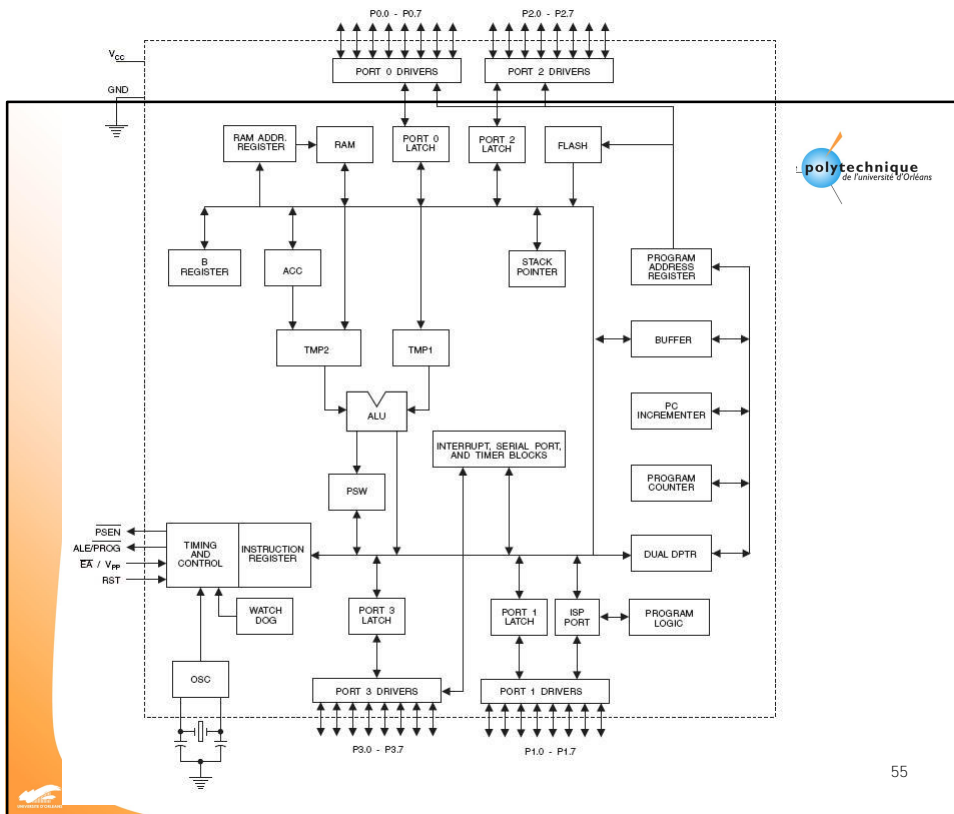 P0.0 - P0.7
P2.0 - P2.7
VCC
GND
PORT 0 DRIVERS
PORT 2 DRIVERS
RAM ADDR.
REGISTER
RAM
PORT 0
LATCH
PORT 2
LATCH
FLASH
polytechnique
de l'université d'Orléans
B
REGISTER
ACC
STACK
POINTER
PROGRAM
ADDRESS
REGISTER
BUFFER
TMP2
TMP1
ALU
PC
INCREMENTER
INTERRUPT, SERIAL PORT,
AND TIMER BLOCKS
PSW
PROGRAM
COUNTER
PSEN
ALE/PROG
EA / VPP
RST
TIMING
AND
CONTROL
INSTRUCTION
REGISTER
DUAL DPTR
WATCH
DOG
PORT 3
LATCH
PORT 1
LATCH
ISP
PORT
PROGRAM
LOGIC
OSC
PORT 3 DRIVERS
PORT 1 DRIVERS
P3.0 - P3.7
P1.0 - P1.7
55
UNIVERSITÉ D'ORLÉANS